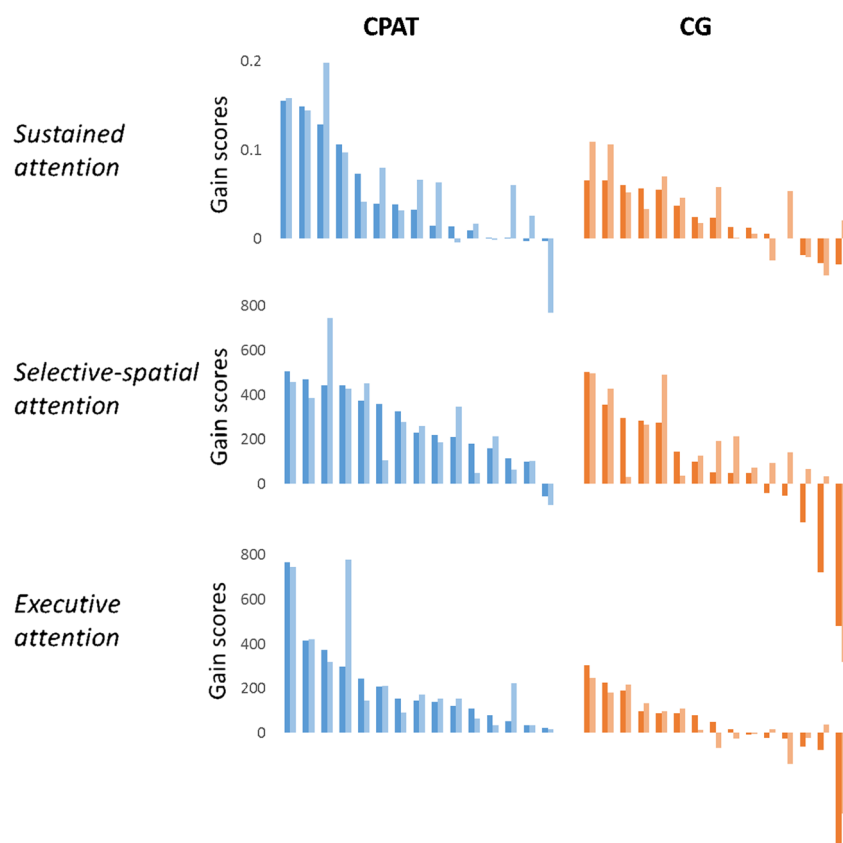 CPAT CG
Sustained
attention
Gain scores
0.2
0.1
0
Selective-spatial
attention
Gain scores
800
600
400
200
0
Executive
attention
Gain scores
800
600
400
200
0